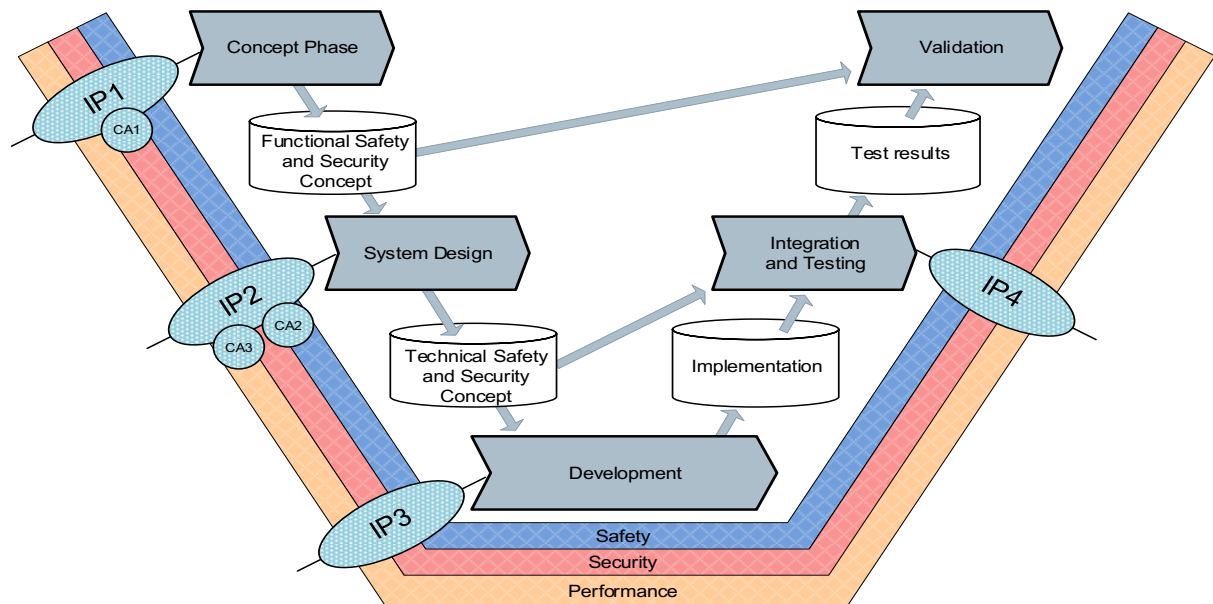 Concept Phase
Validation
IP1
CA1
Functional Safety
and Security
Concept
Test results
System Design
Integration
and Testing
IP2
CA2
CA3
IP4
Technical Safety
and Security
Concept
Implementation
Development
IP3
Safety
Security
Performance